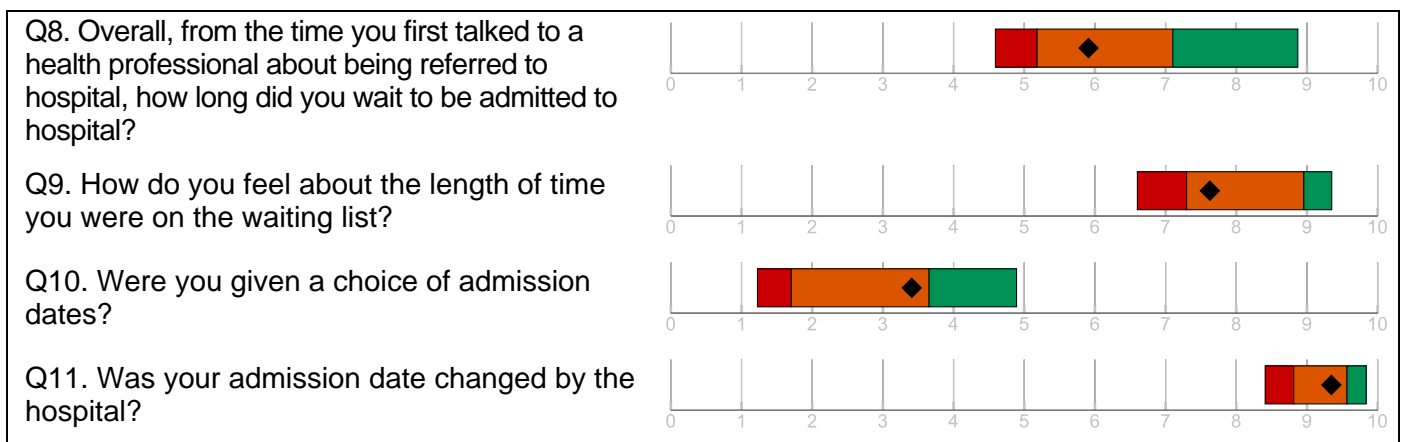 Q8. Overall, from the time you first talked to a
health professional about being referred to
hospital, how long did you wait to be admitted to
hospital?
0 1 2 3 4 5 6 7 8 9 10
Q9. How do you feel about the length of time
you were on the waiting list?
0 1 2 3 4 5 6 7 8 9 10
Q10. Were you given a choice of admission
dates?
0 1 2 3 4 5 6 7 8 9 10
Q11. Was your admission date changed by the
hospital?
0 1 2 3 4 5 6 7 8 9 10